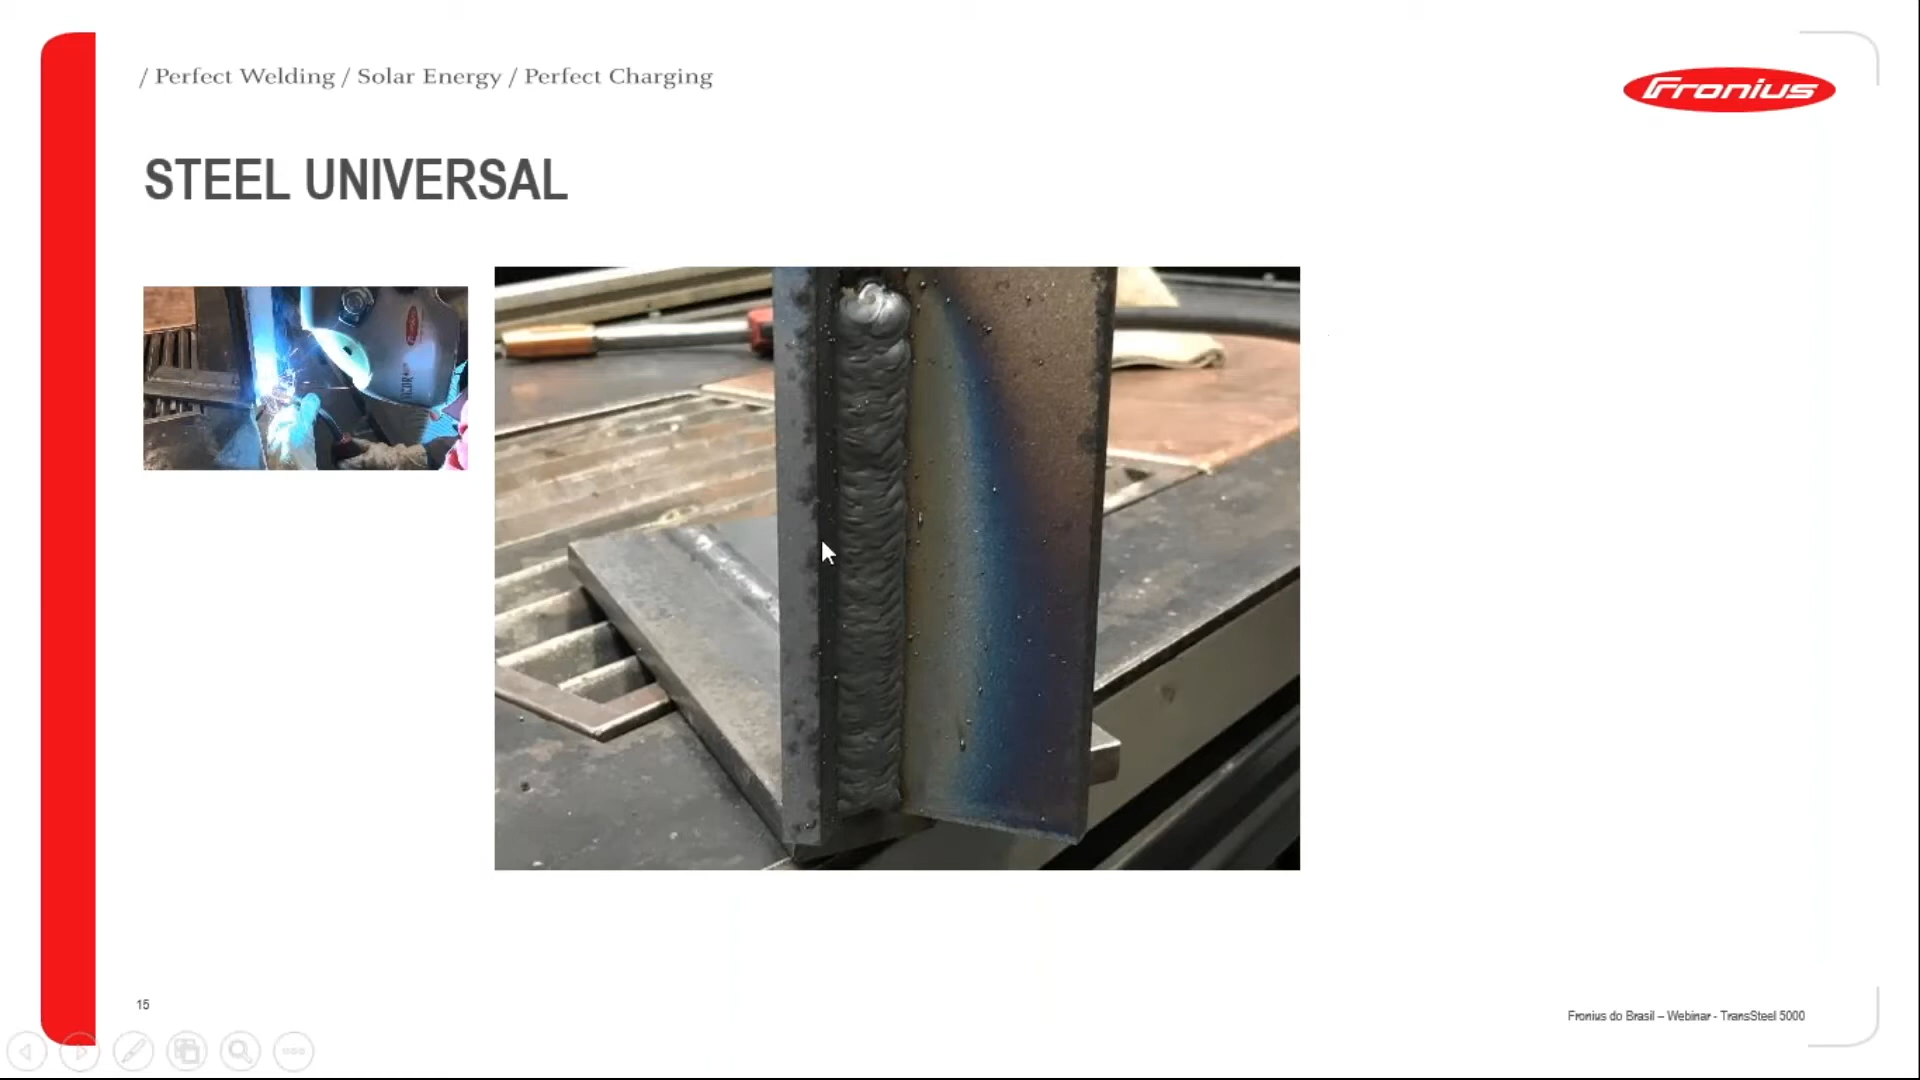 / Perfect Welding / Solar Energy / Perfect Charging
Fronius
STEEL UNIVERSAL
15
Fronius do Brasil – Webinar - TransSteel 5000